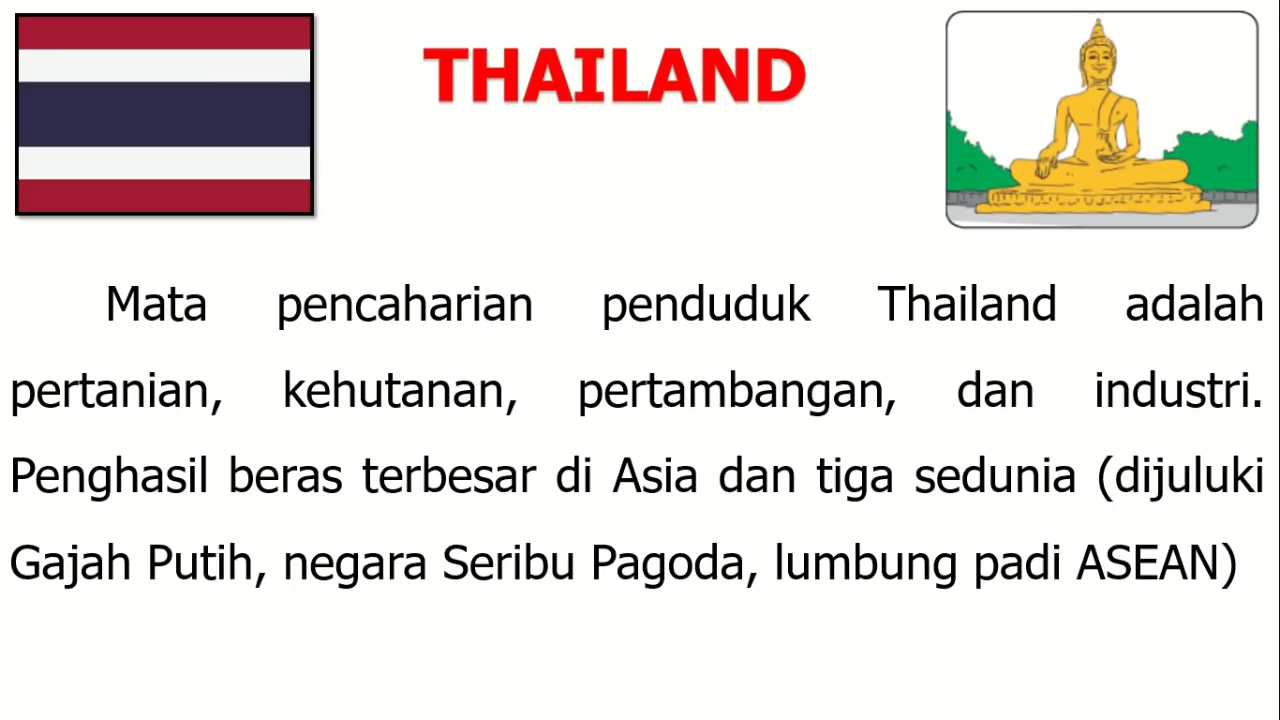 THAILAND
Mata pencaharian penduduk Thailand adalah
pertanian, kehutanan, pertambangan, dan industri.
Penghasil beras terbesar di Asia dan tiga sedunia (dijuluki
Gajah Putih, negara Seribu Pagoda, lumbung padi ASEAN)